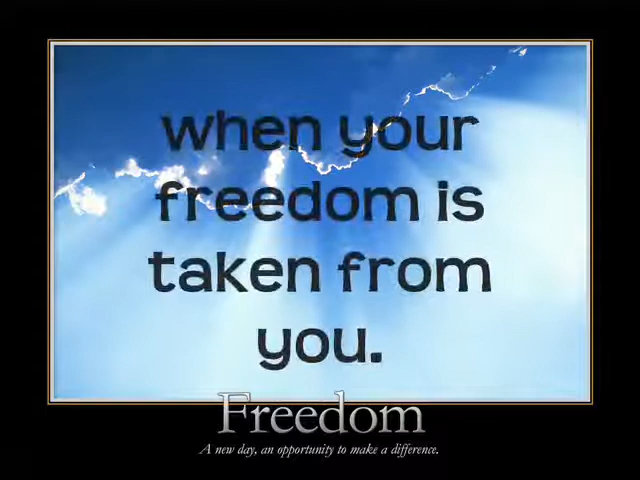 when your
freedom is
taken from
you.
Freedom
A new day, an opportunity to make a difference.